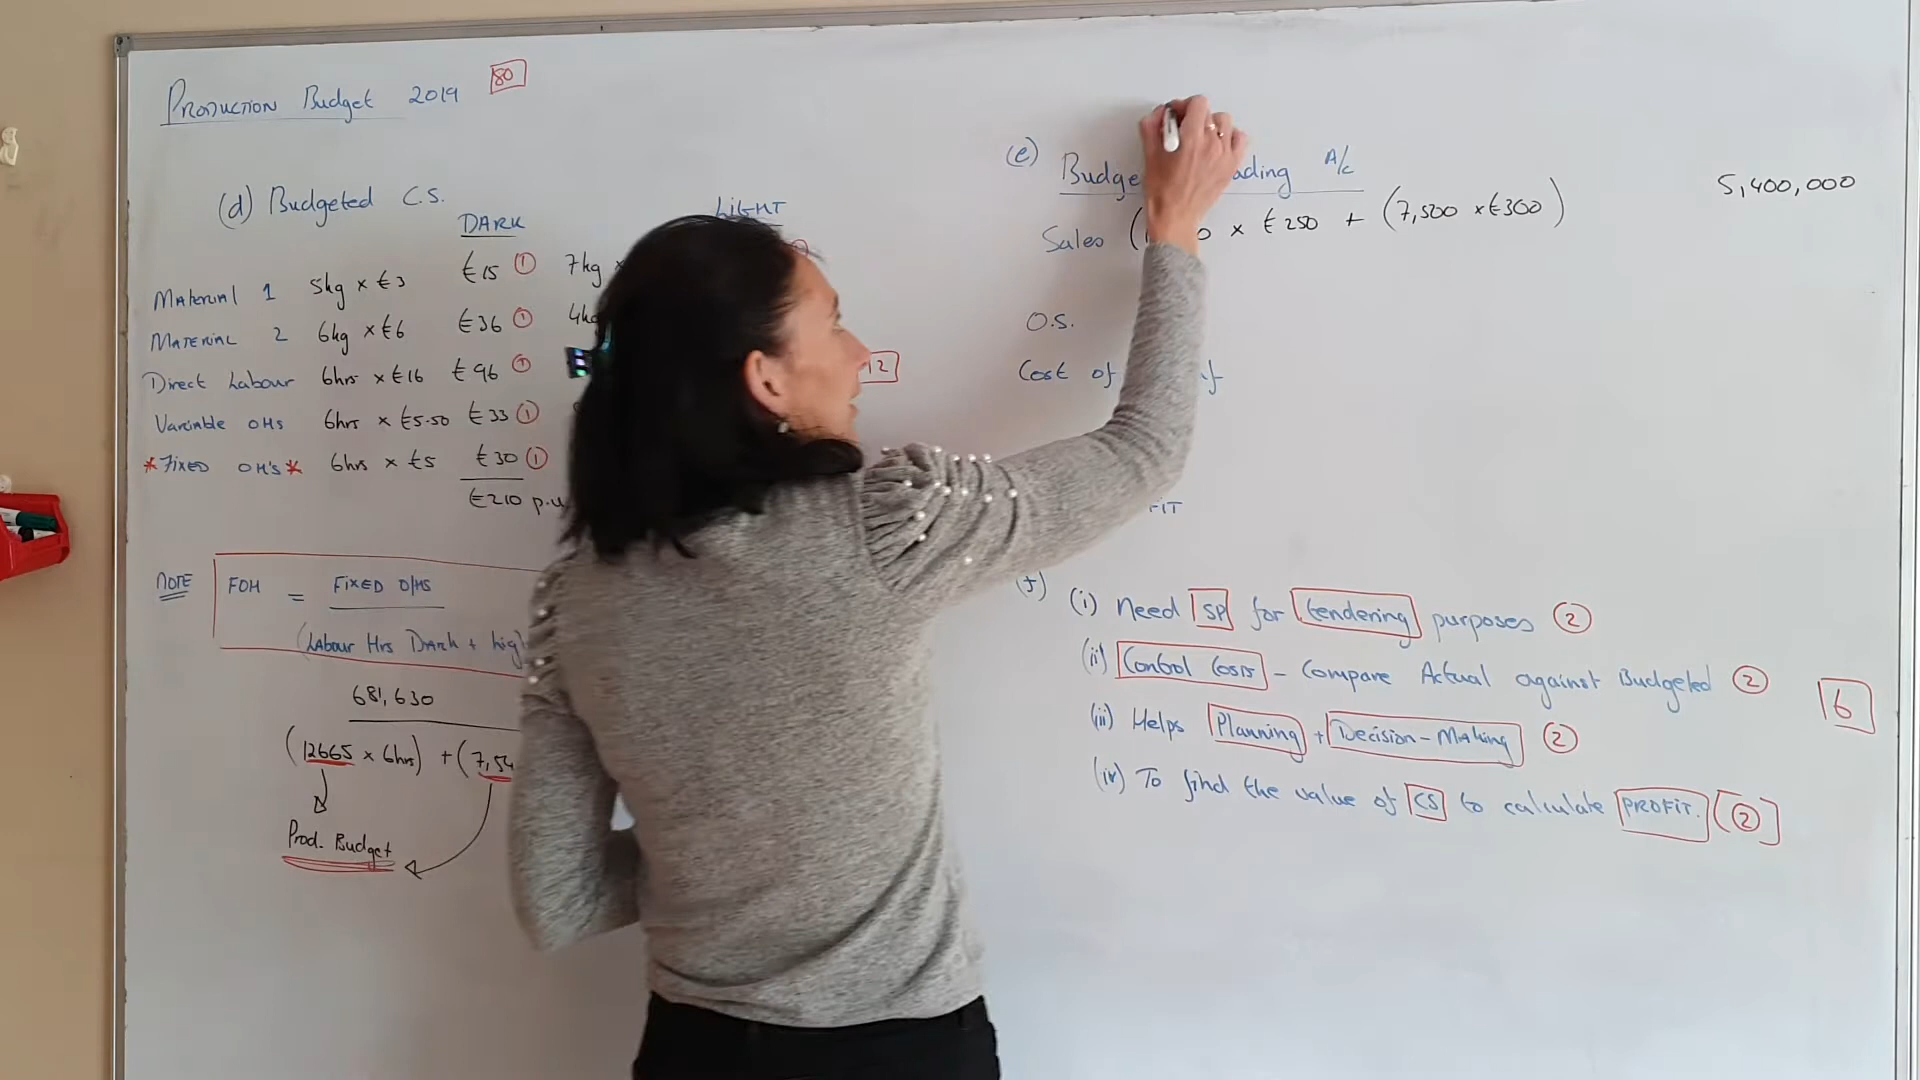 PRODUCTION Budget 2019 80
(d) Budgeted C.S.
DARK LIGHT
Material 1 5kg × €3 €15 ① 7kg ×
MATERIAL 2 6kg × €6 €36 ①
Direct Labour 6hrs × €16 €96 ① 12
Variable OHs 6hrs × €5.50 €33 ①
*FIXED OH's* 6hrs × €5 €30 ①
€210 p.u
NOTE FOH = FIXED O/HS
(Labour Hrs DARK +
681,630
(12665 × 6hrs) + (7,54
Prod. Budget
(e) A/c
Sales × €250 + (7,500 × €300) 5,400,000
O.S.
Cost of
(f) (i) Need SP for tendering purposes ②
(ii) Control Costs – Compare Actual against Budgeted ②
(iii) Helps Planning + Decision-Making ② 6
(iv) To find the value of CS to calculate PROFIT. [②]